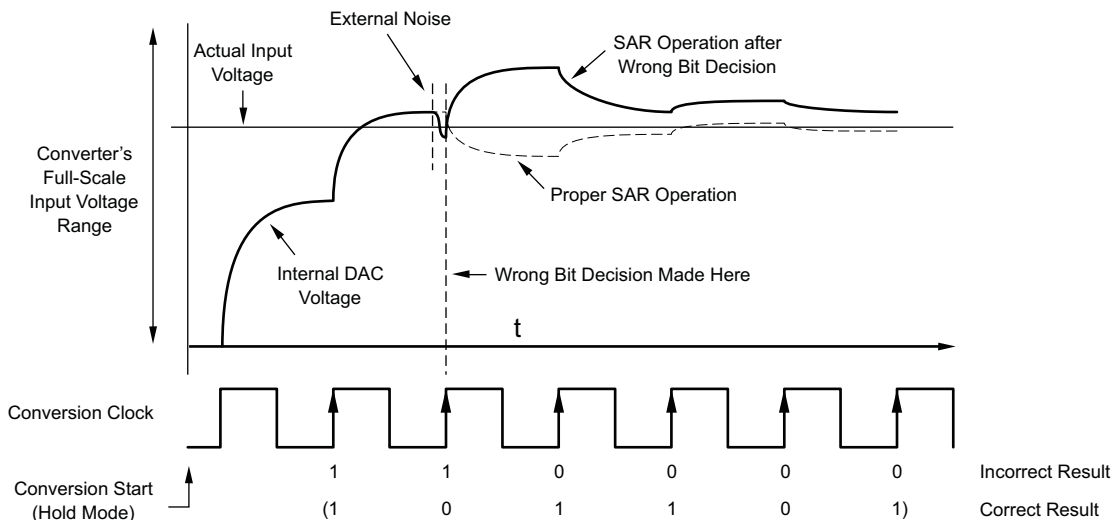 External Noise
SAR Operation after
Wrong Bit Decision
Actual Input
Voltage
Converter's
Full-Scale
Input Voltage
Range
Proper SAR Operation
Internal DAC
Voltage
Wrong Bit Decision Made Here
t
Conversion Clock
1 1 0 0 0 0 Incorrect Result
Conversion Start
(Hold Mode)
(1 0 1 1 0 1) Correct Result